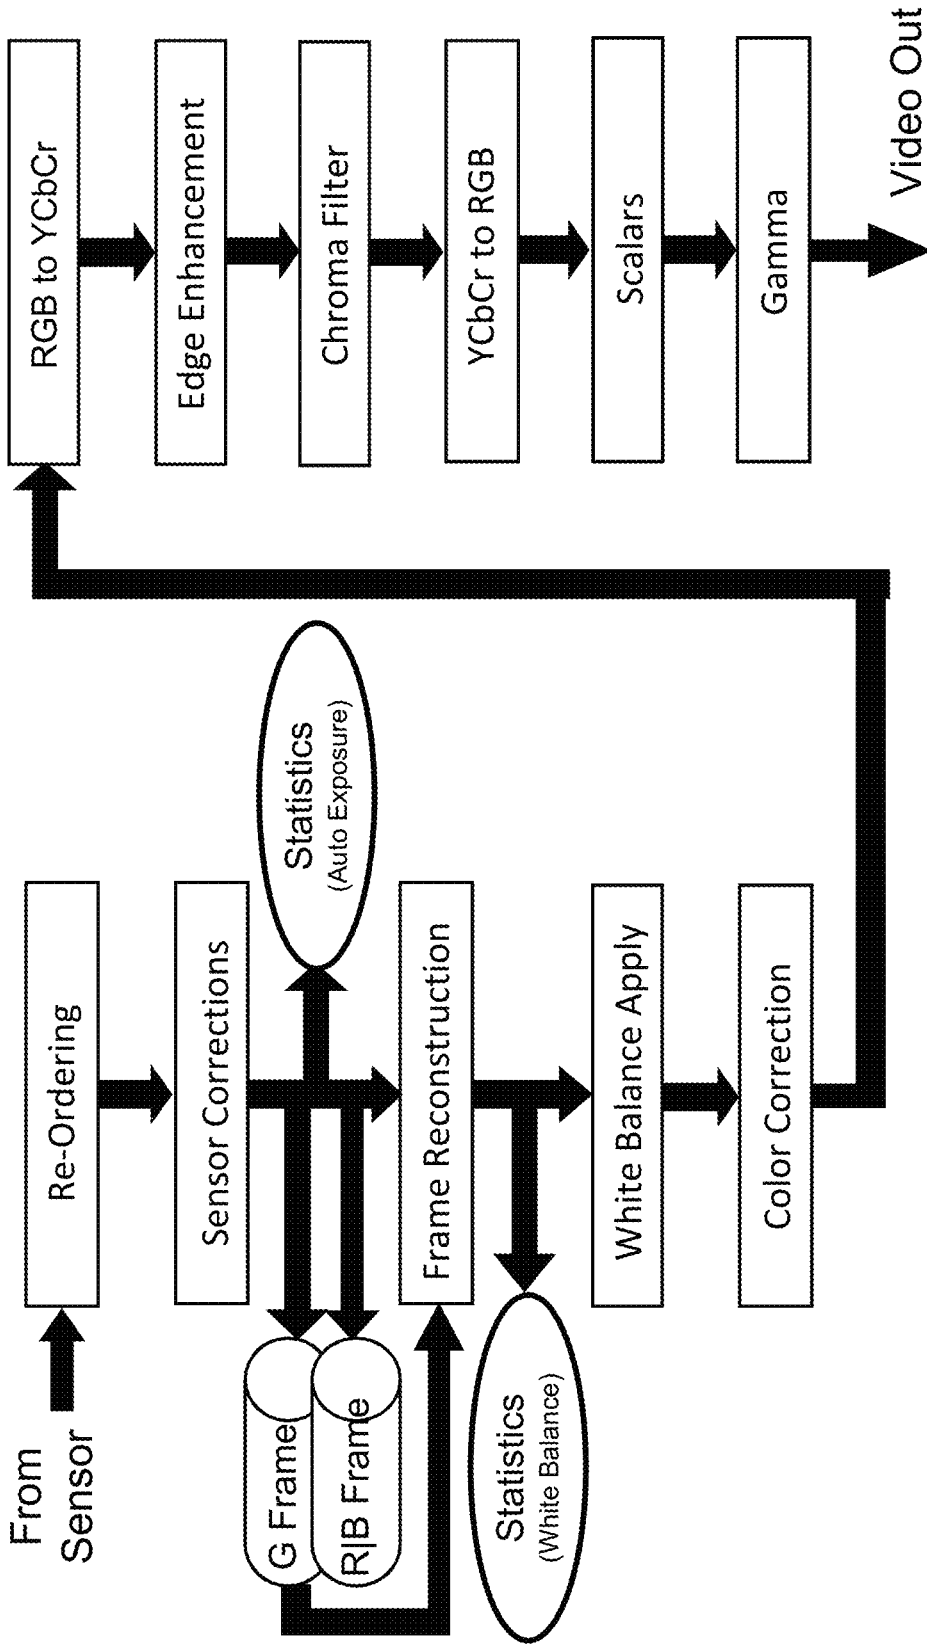 From
Sensor
Re-Ordering
Sensor Corrections
Statistics
(Auto Exposure)
G Frame
R|B Frame
Frame Reconstruction
Statistics
(White Balance)
White Balance Apply
Color Correction
RGB to YCbCr
Edge Enhancement
Chroma Filter
YCbCr to RGB
Scalars
Gamma
Video Out